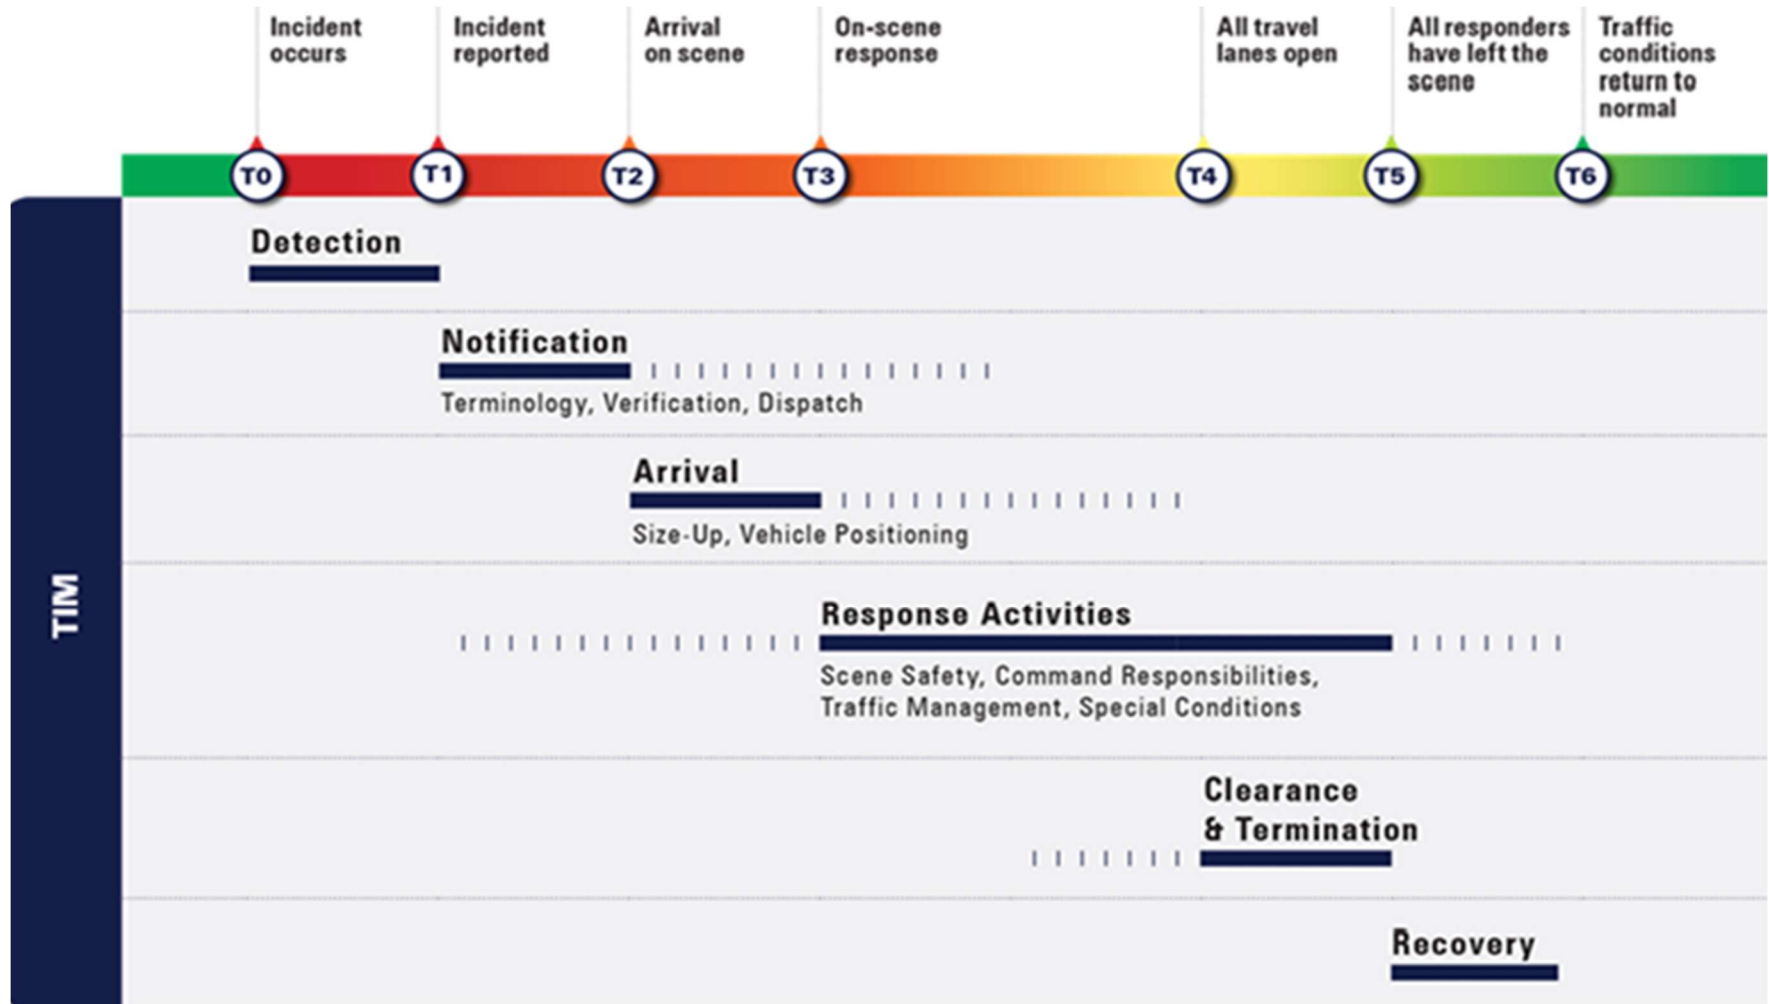 Incident
occurs
Incident
reported
Arrival
on scene
On-scene
response
All travel
lanes open
All responders
have left the
scene
Traffic
conditions
return to
normal
T0
T1
T2
T3
T4
T5
T6
TIM
Detection
Notification
Terminology, Verification, Dispatch
Arrival
Size-Up, Vehicle Positioning
Response Activities
Scene Safety, Command Responsibilities,
Traffic Management, Special Conditions
Clearance
& Termination
Recovery